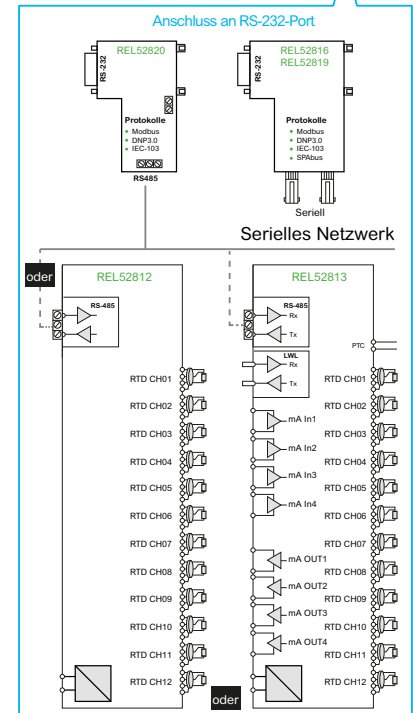 Anschluss an RS-232-Port
REL52820
RS-232
Protokolle
• Modbus
• DNP3.0
• IEC-103
RS485
REL52816
REL52819
RS-232
Protokolle
• Modbus
• DNP3.0
• IEC-103
• SPAbus
Seriell
Serielles Netzwerk
oder
REL52812
RS-485
RTD CH01
RTD CH02
RTD CH03
RTD CH04
RTD CH05
RTD CH06
RTD CH07
RTD CH08
RTD CH09
RTD CH10
RTD CH11
RTD CH12
oder
REL52813
RS-485
Rx
Tx
LWL
Rx
Tx
mA In1
mA In2
mA In3
mA In4
mA OUT1
mA OUT2
mA OUT3
mA OUT4
PTC
RTD CH01
RTD CH02
RTD CH03
RTD CH04
RTD CH05
RTD CH06
RTD CH07
RTD CH08
RTD CH09
RTD CH10
RTD CH11
RTD CH12